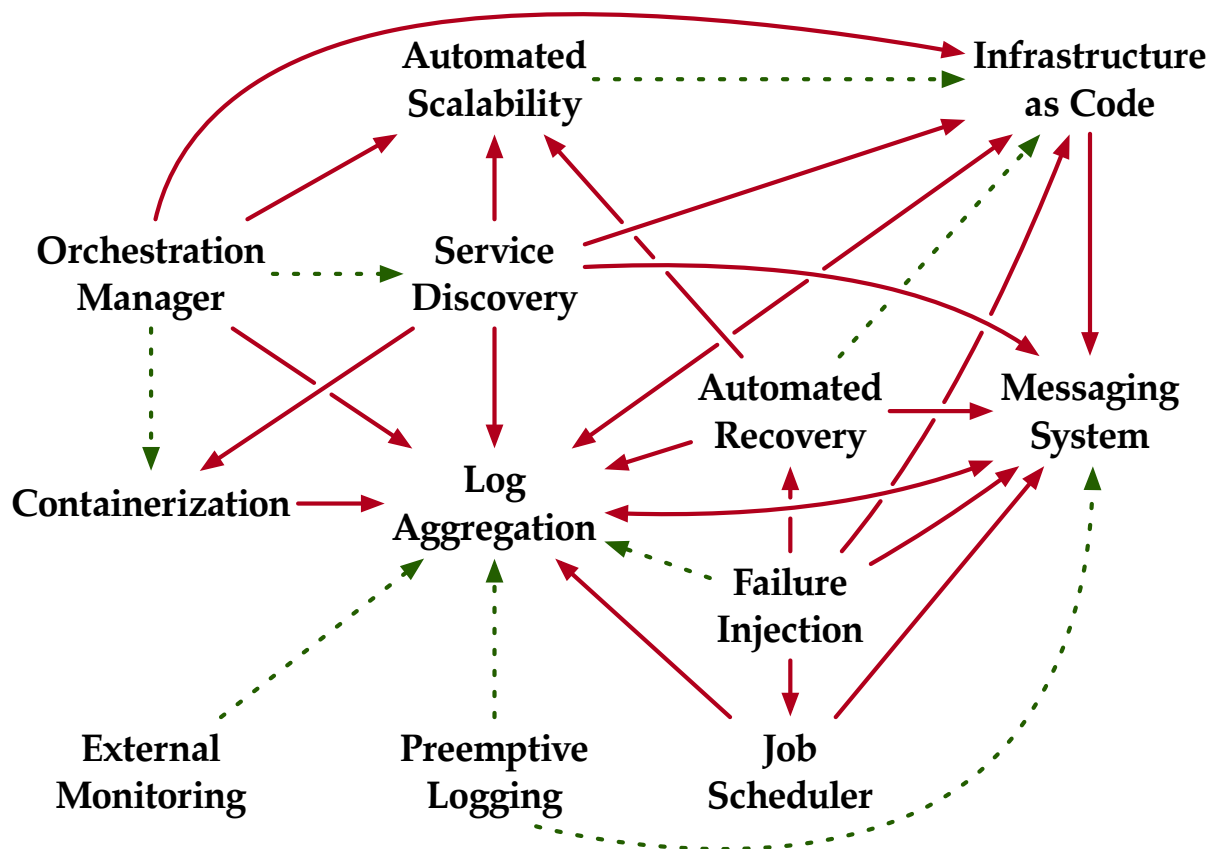 Automated
Scalability
Infrastructure
as Code
Orchestration
Manager
Service
Discovery
Automated
Recovery
Messaging
System
Containerization
Log
Aggregation
Failure
Injection
External
Monitoring
Preemptive
Logging
Job
Scheduler